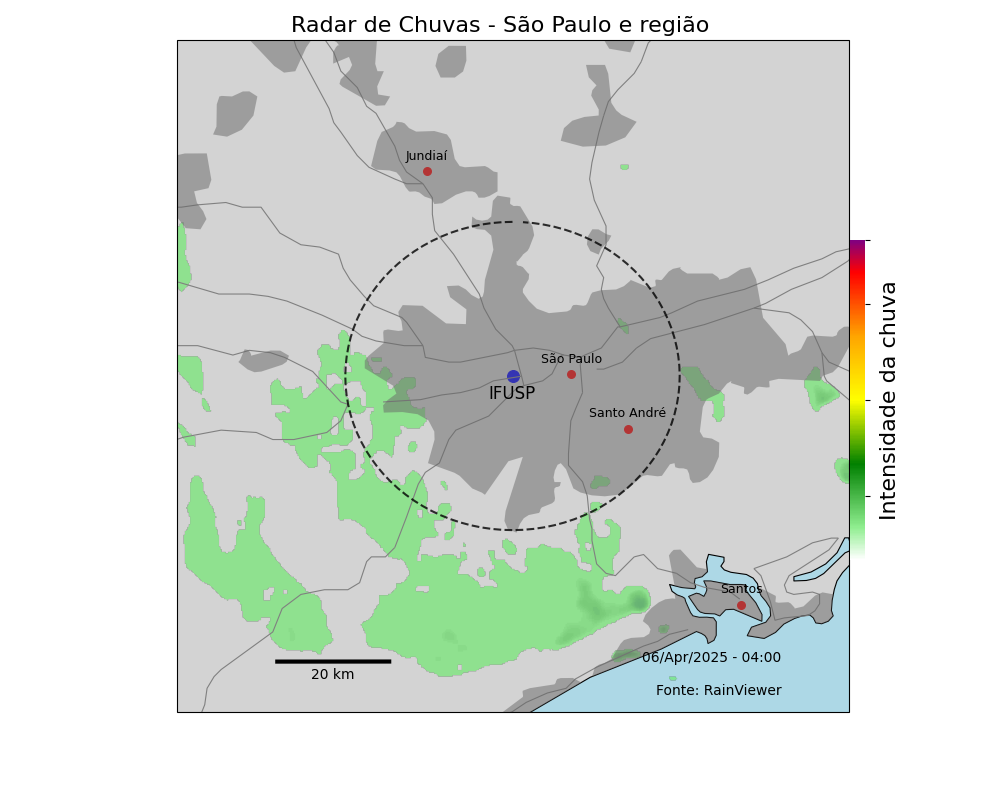 Radar de Chuvas - São Paulo e região
Jundiaí
São Paulo
IFUSP
Santo André
Intensidade da chuva
Santos
06/Apr/2025 - 04:00
20 km
Fonte: RainViewer